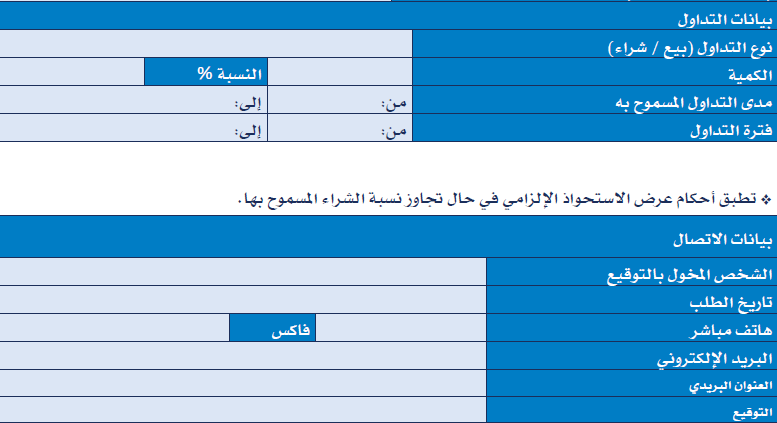 بيانات التداول
نوع التداول (بيع / شراء)
الكمية النسبة %
مدى التداول المسموح به من: إلى:
فترة التداول من: إلى:
❖ تطبق أحكام عرض الاستحواذ الإلزامي في حال تجاوز نسبة الشراء المسموح بها.
بيانات الاتصال
الشخص المخول بالتوقيع
تاريخ الطلب
هاتف مباشر فاكس
البريد الإلكتروني
العنوان البريدي
التوقيع